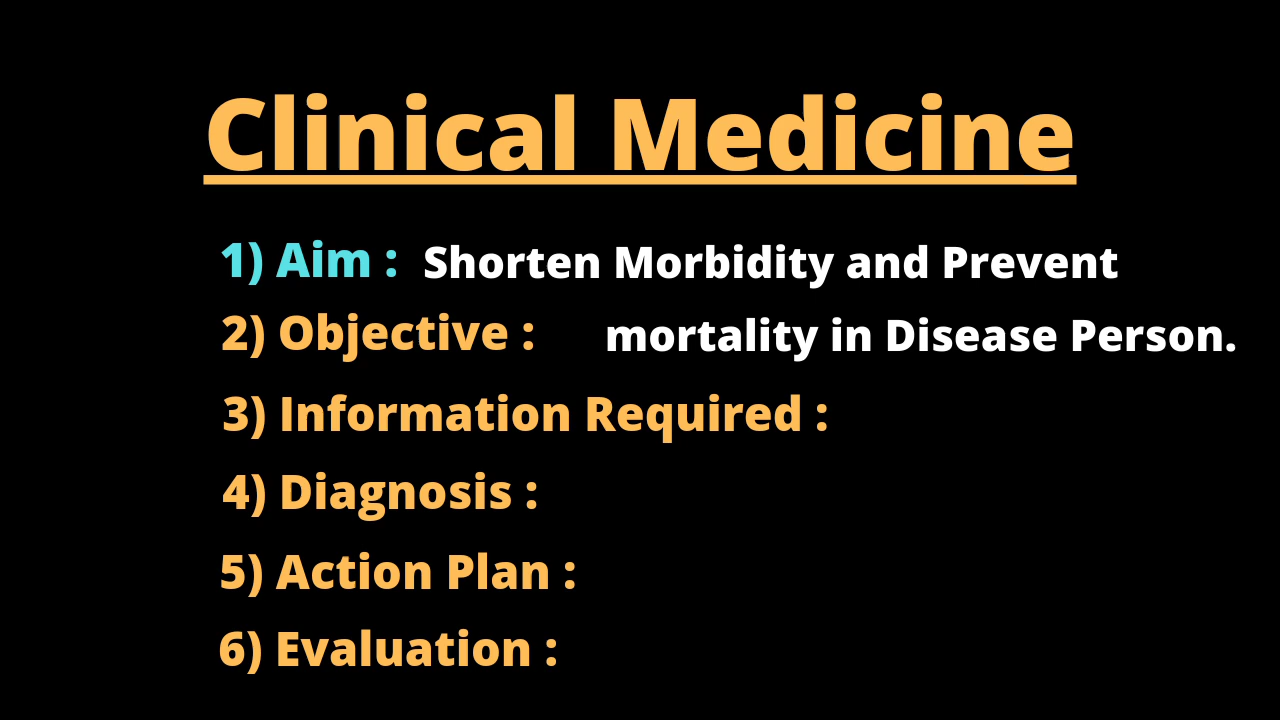 Clinical Medicine
1) Aim : Shorten Morbidity and Prevent
2) Objective : mortality in Disease Person.
3) Information Required :
4) Diagnosis :
5) Action Plan :
6) Evaluation :